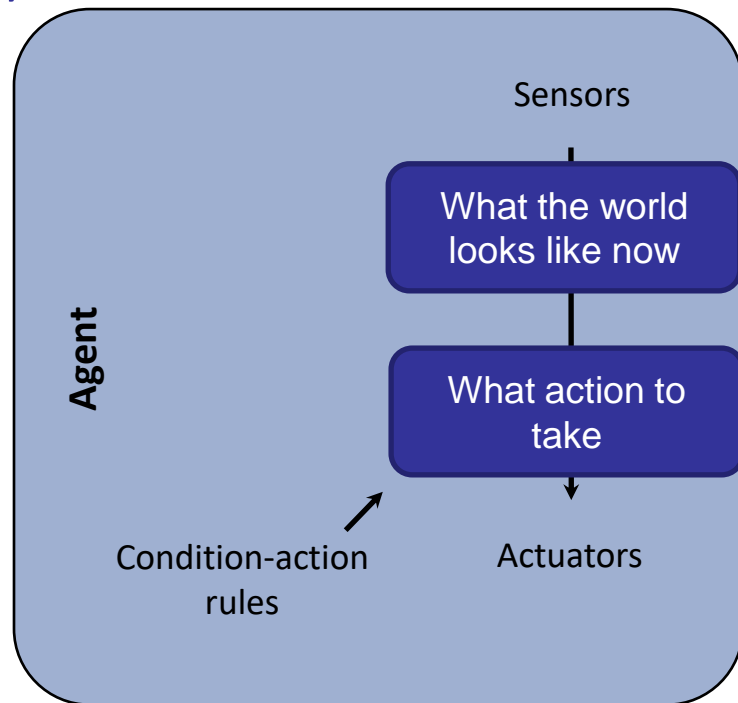 Sensors
What the world
looks like now
Agent
What action to
take
Condition-action
rules
Actuators